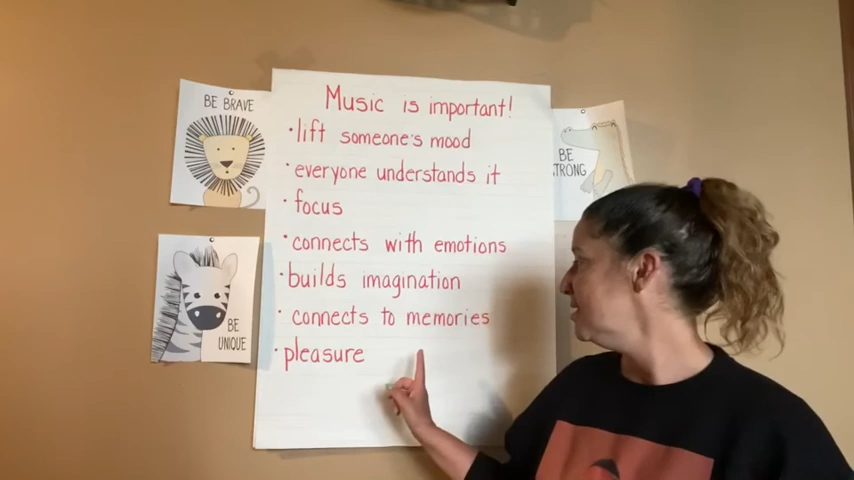 BE BRAVE
Music is important!
• lift someone's mood
• everyone understands it
• focus
• connects with emotions
• builds imagination
• connects to memories
• pleasure
BE
STRONG
BE
UNIQUE